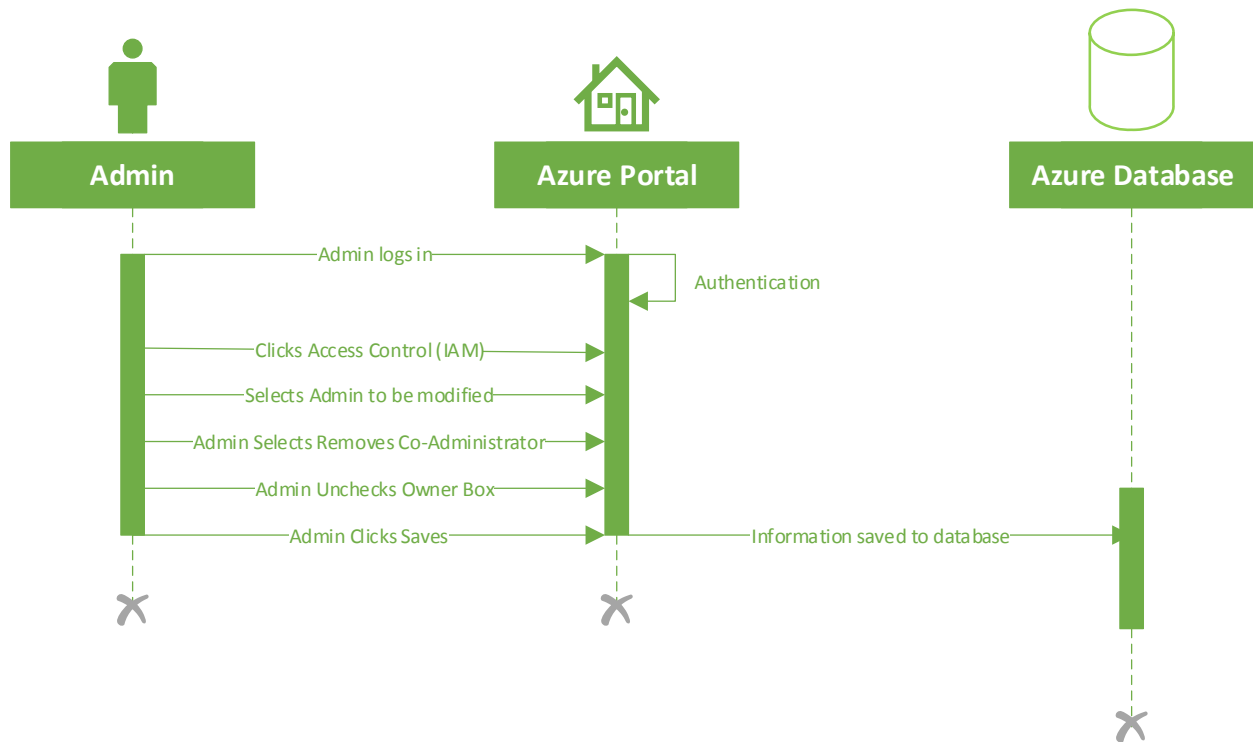 Admin
Azure Portal
Azure Database
Admin logs in
Authentication
Clicks Access Control (IAM)
Selects Admin to be modified
Admin Selects Removes Co-Administrator
Admin Unchecks Owner Box
Admin Clicks Saves
Information saved to database